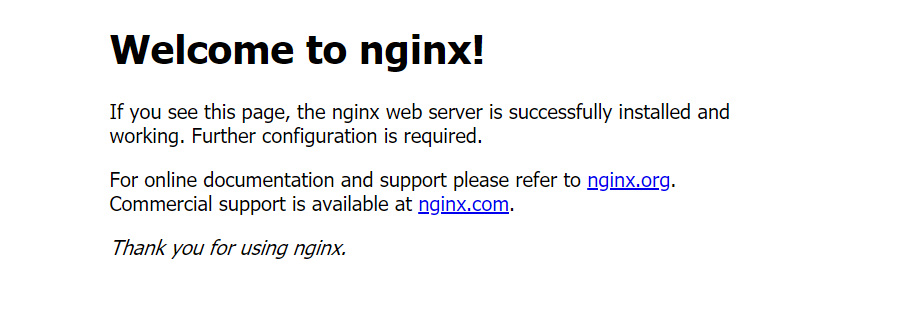 Welcome to nginx!
If you see this page, the nginx web server is successfully installed and
working. Further configuration is required.
For online documentation and support please refer to nginx.org.
Commercial support is available at nginx.com.
Thank you for using nginx.